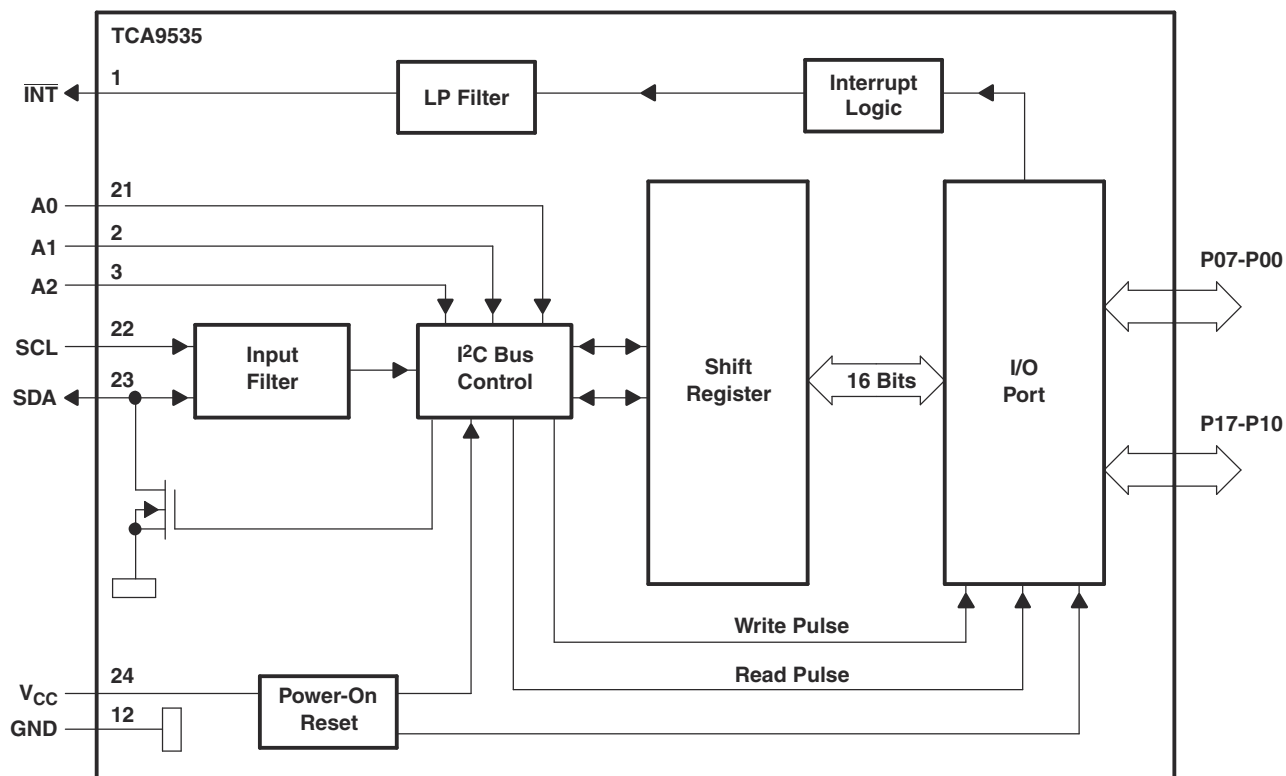 TCA9535
1
INT
LP Filter
Interrupt
Logic
21
A0
2
A1
3
A2
22
SCL
23
SDA
Input
Filter
I²C Bus
Control
Shift
Register
16 Bits
I/O
Port
P07-P00
P17-P10
Write Pulse
Read Pulse
24
VCC
12
GND
Power-On
Reset